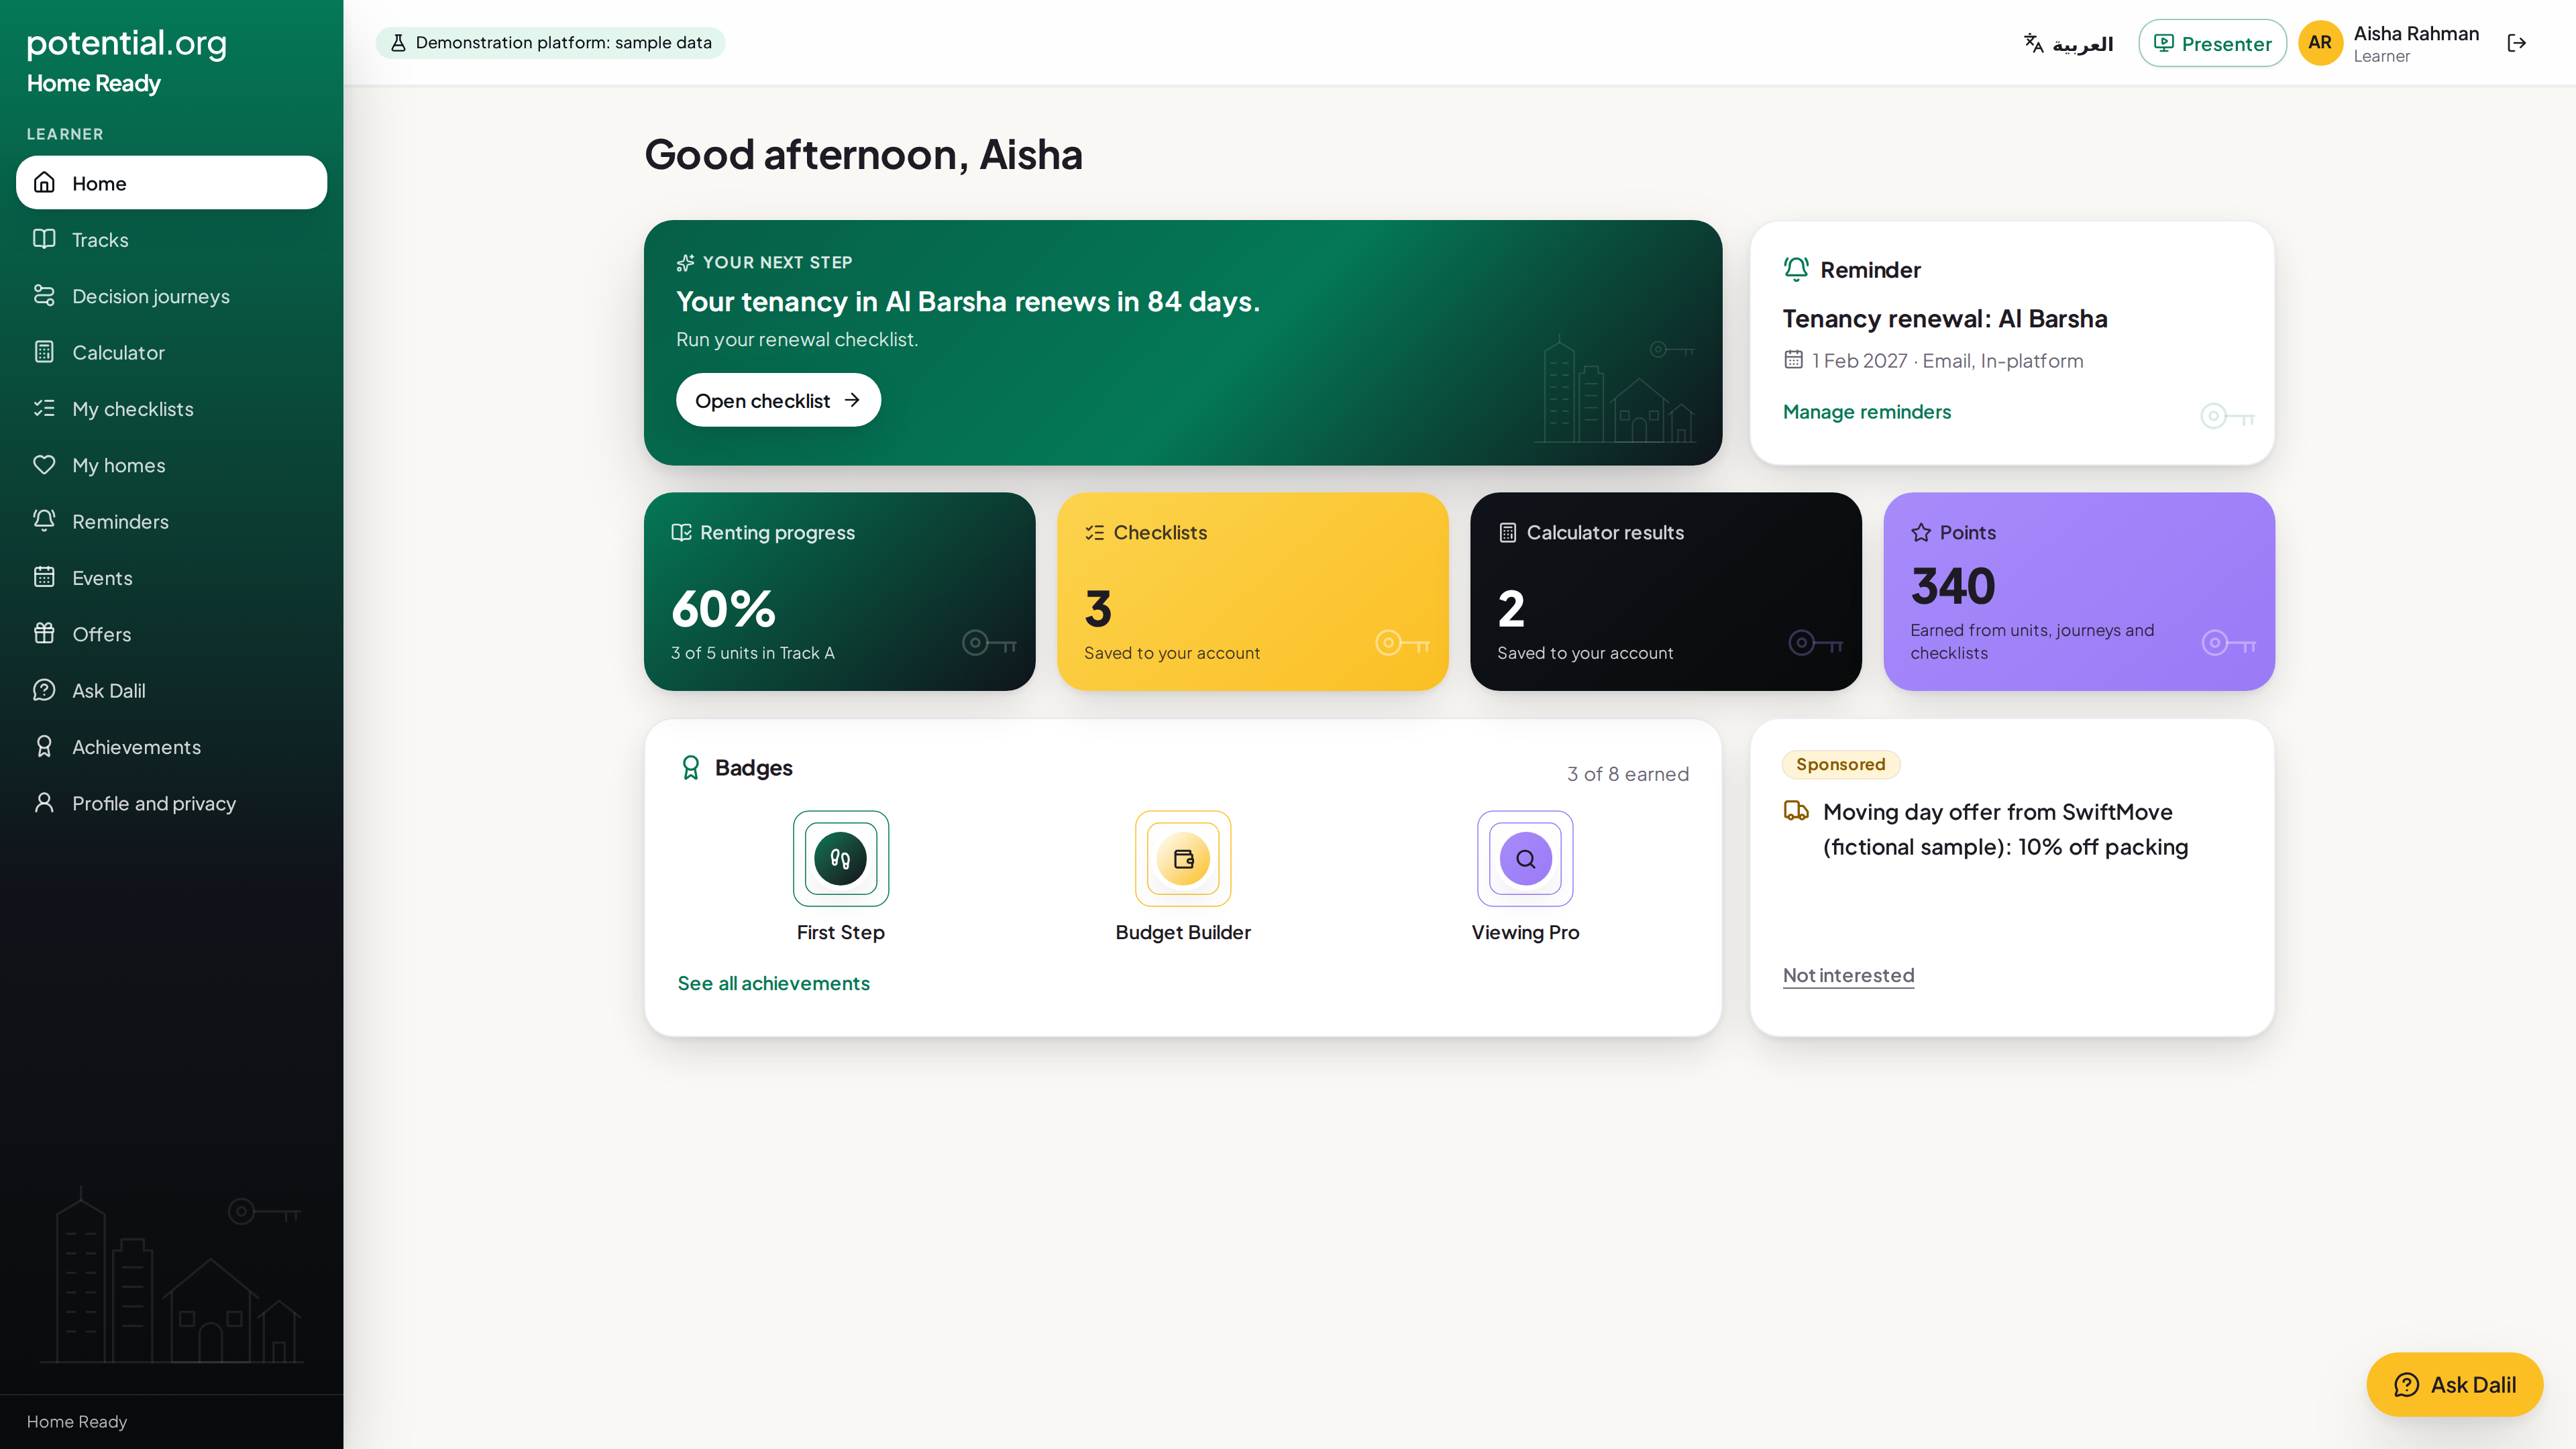 potential.org
Home Ready
LEARNER
Home
Tracks
Decision journeys
Calculator
My checklists
My homes
Reminders
Events
Offers
Ask Dalil
Achievements
Profile and privacy
Home Ready
Demonstration platform: sample data
العربية
Presenter
AR
Aisha Rahman
Learner
Good afternoon, Aisha
YOUR NEXT STEP
Your tenancy in Al Barsha renews in 84 days.
Run your renewal checklist.
Open checklist
Reminder
Tenancy renewal: Al Barsha
1 Feb 2027 · Email, In-platform
Manage reminders
Renting progress
60%
3 of 5 units in Track A
Checklists
3
Saved to your account
Calculator results
2
Saved to your account
Points
340
Earned from units, journeys and
checklists
Badges
3 of 8 earned
First Step
Budget Builder
Viewing Pro
See all achievements
Sponsored
Moving day offer from SwiftMove
(fictional sample): 10% off packing
Not interested
Ask Dalil